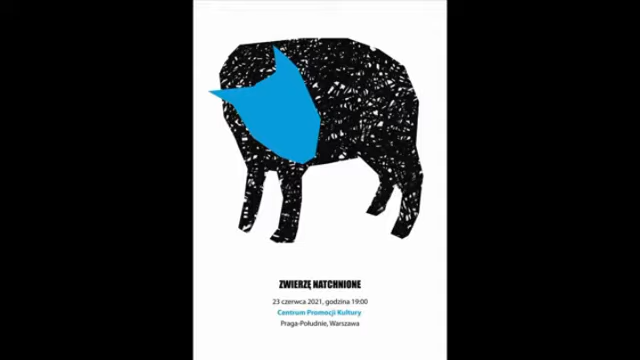 ZWIERZĘ NATCHNIONE
23 czerwca 2021, godzina 19:00
Centrum Promocji Kultury
Praga-Południe, Warszawa